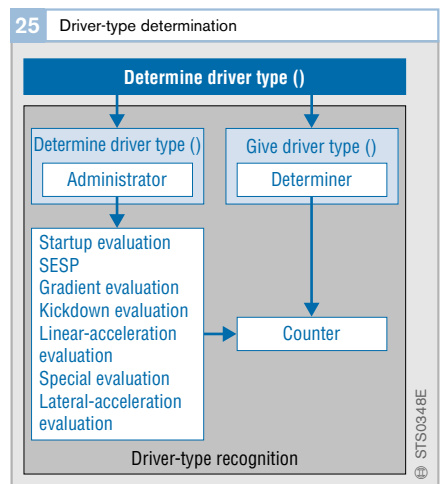 25 Driver-type determination
Determine driver type ()
Determine driver type ()
Administrator
Give driver type ()
Determiner
Startup evaluation
SESP
Gradient evaluation
Kickdown evaluation
Linear-acceleration
evaluation
Special evaluation
Lateral-acceleration
evaluation
Counter
Driver-type recognition
STS0348E